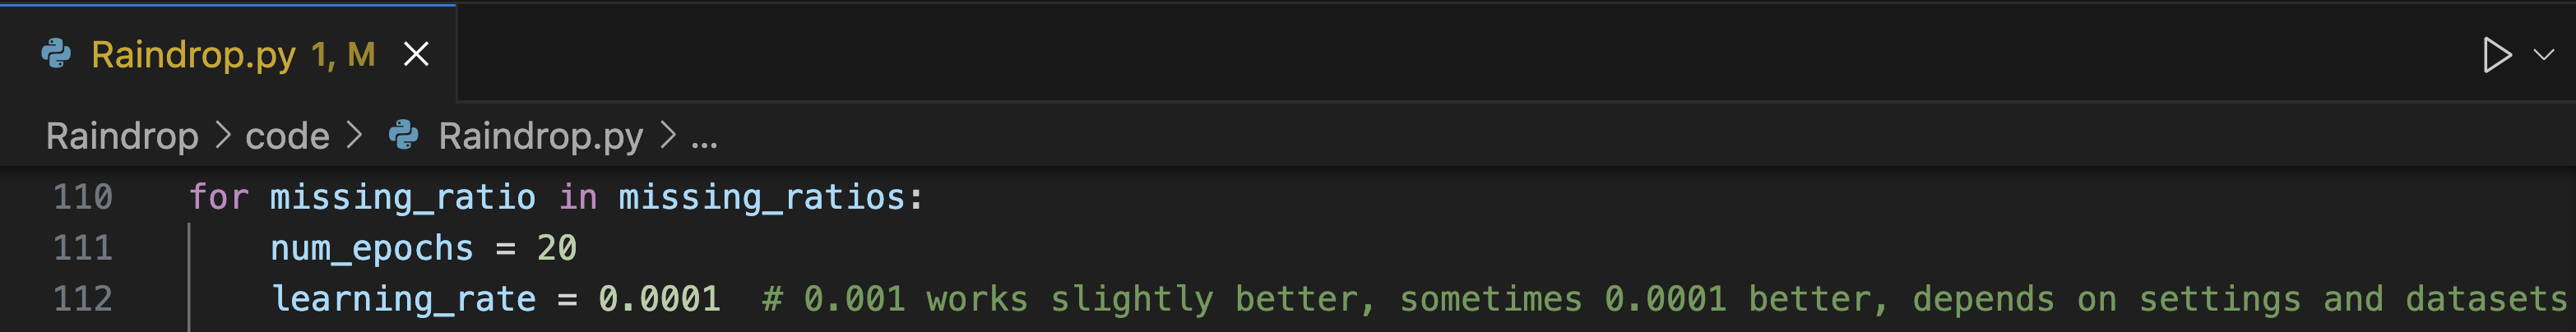 Raindrop.py 1, M
Raindrop > code > Raindrop.py > ...
110 for missing_ratio in missing_ratios:
111 num_epochs = 20
112 learning_rate = 0.0001 # 0.001 works slightly better, sometimes 0.0001 better, depends on settings and datasets